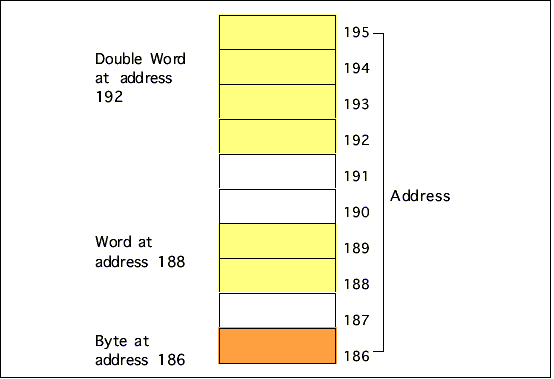 195
Double Word
at address
192
194
193
192
191
Address
190
Word at
address 188
189
188
187
Byte at
address 186
186